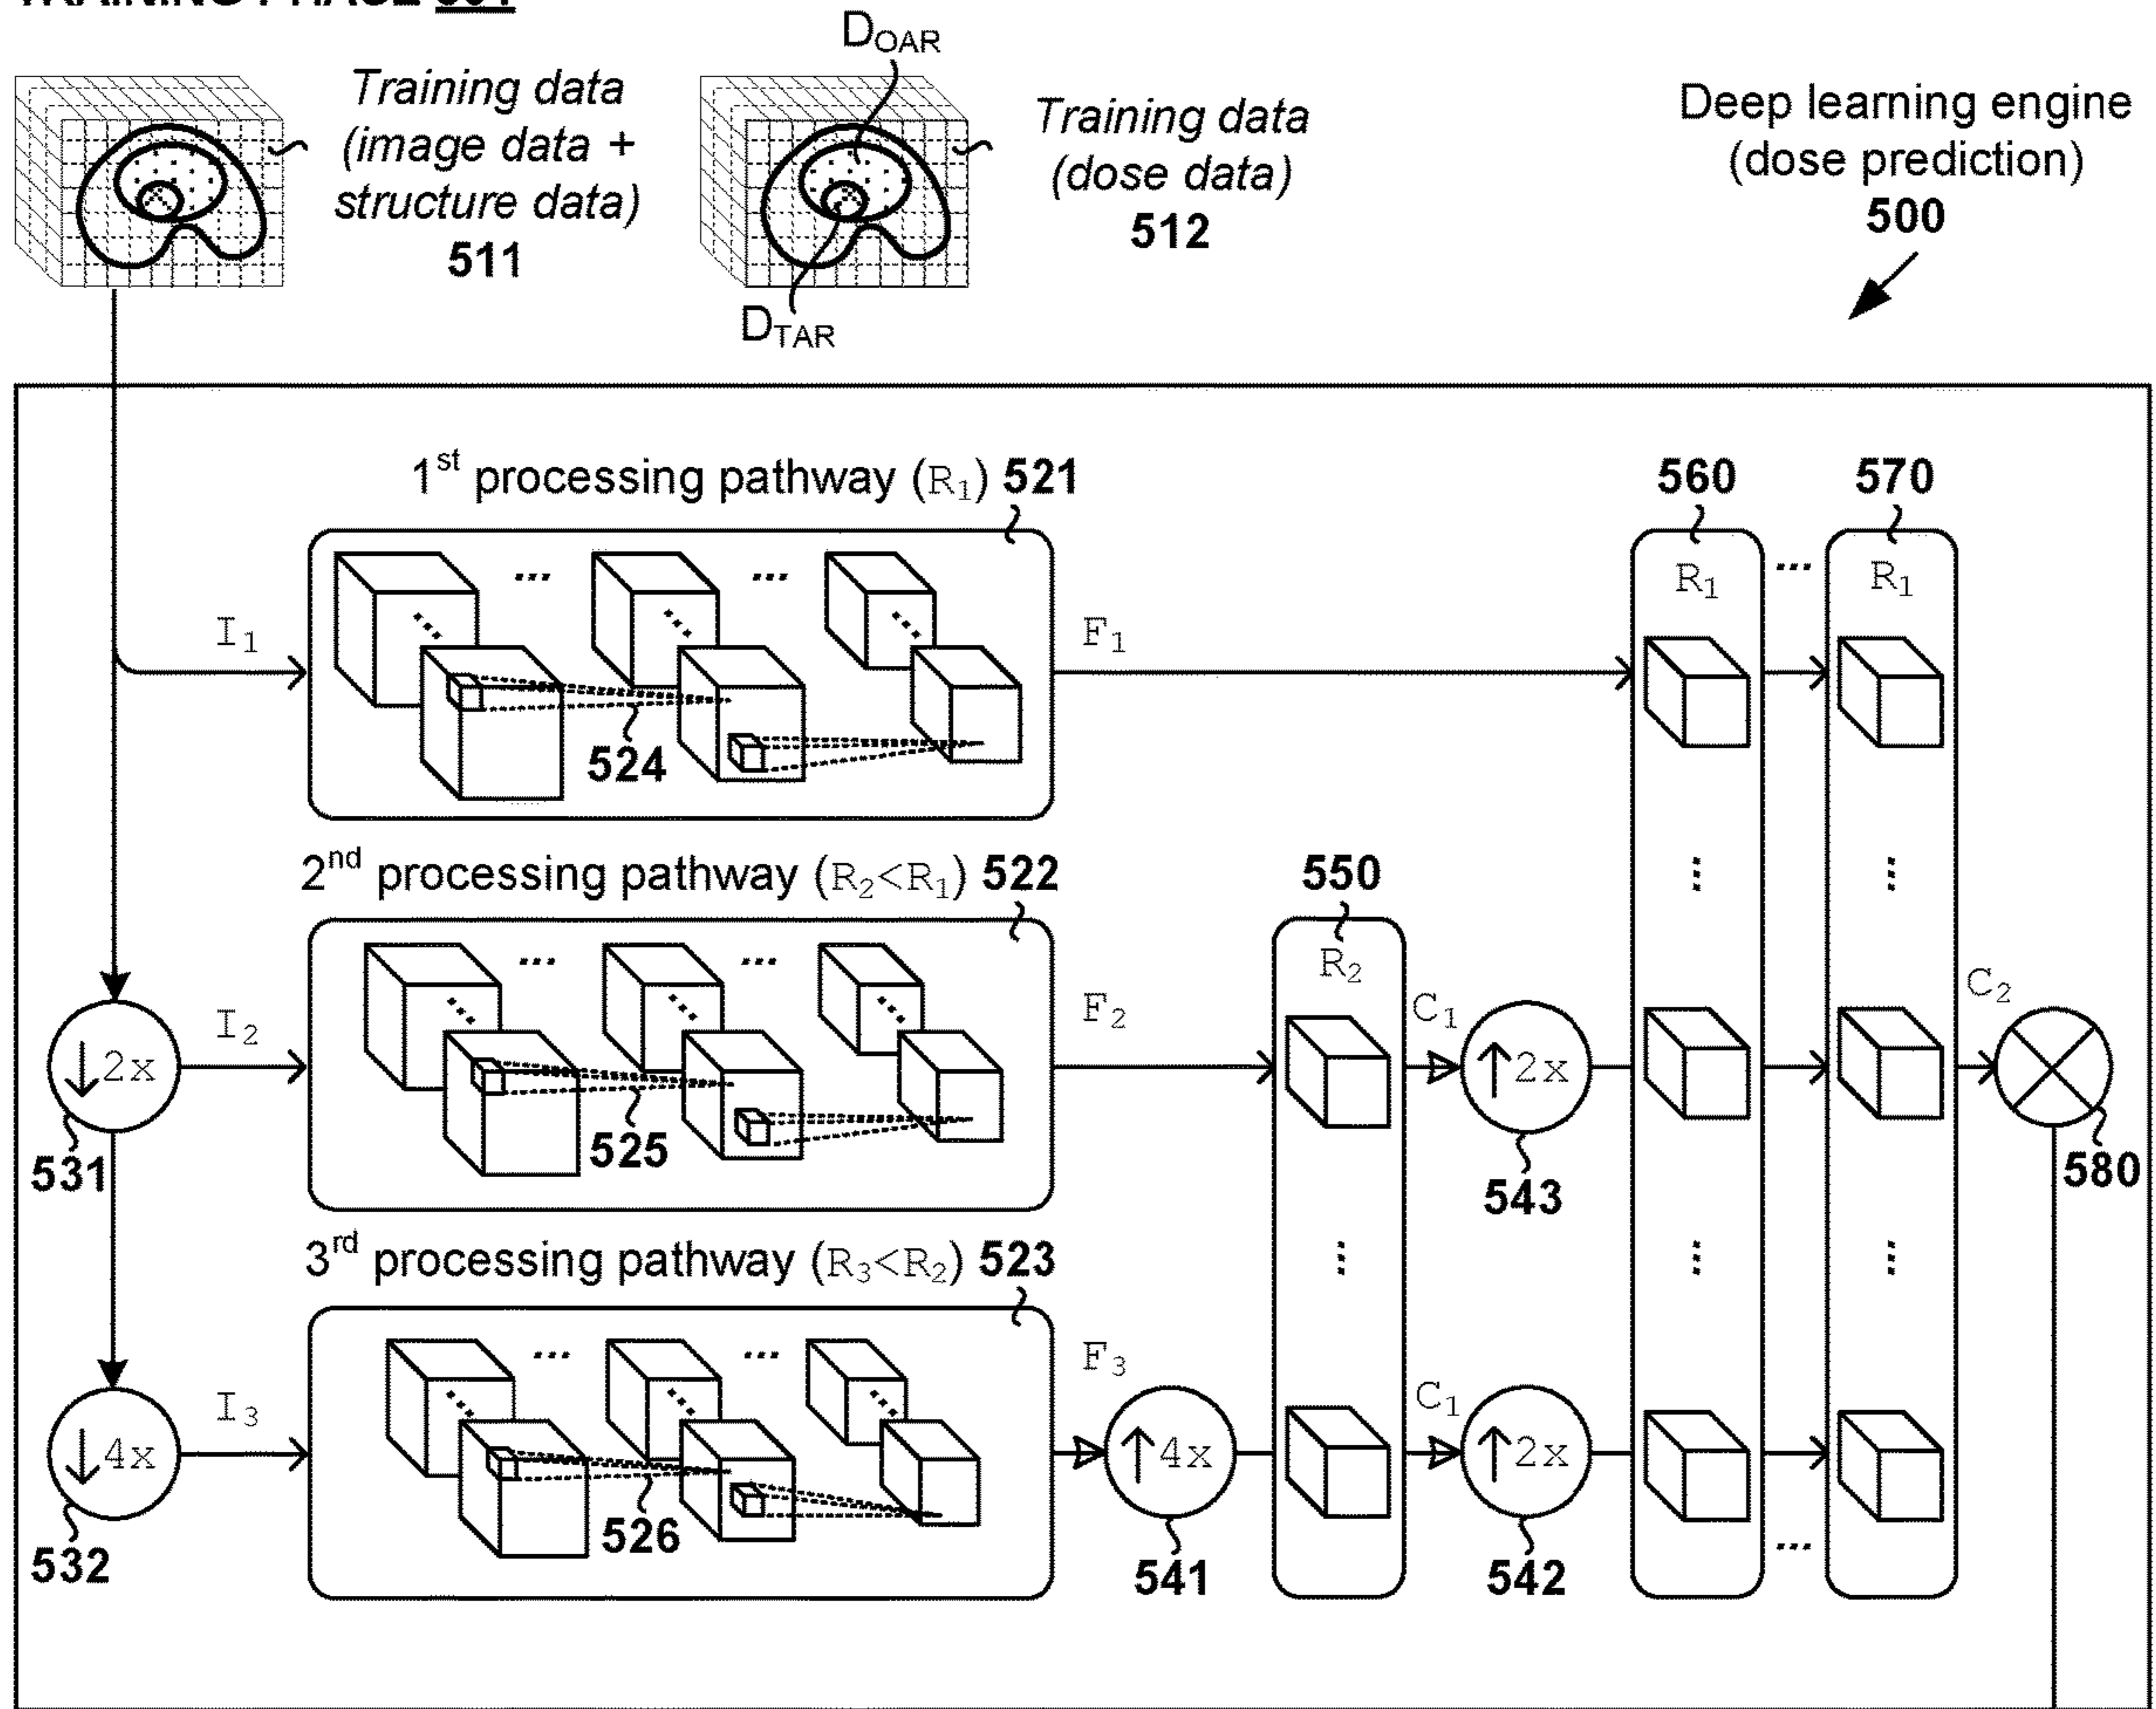 D_OAR
Training data
(image data +
structure data)
511
Training data
(dose data)
512
D_TAR
Deep learning engine
(dose prediction)
500
1st processing pathway (R1) 521
560
570
...
...
R1
...
R1
I1
F1
524
2nd processing pathway (R2<R1) 522
550
...
...
R2
I2
F2
C1
C2
↓2x
↑2x
525
531
543
580
3rd processing pathway (R3<R2) 523
...
...
I3
F3
C1
↓4x
↑4x
↑2x
526
532
541
542
...